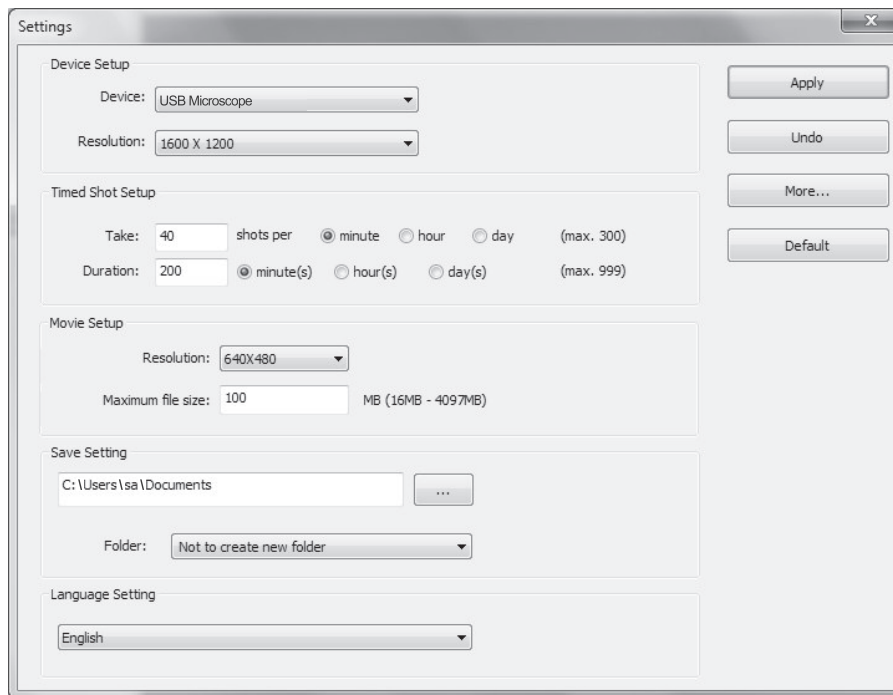 Settings
x
Device Setup
Device: USB Microscope
Apply
Resolution: 1600 X 1200
Undo
Timed Shot Setup
More...
Take: 40 shots per minute hour day (max. 300)
Default
Duration: 200 minute(s) hour(s) day(s) (max. 999)
Movie Setup
Resolution: 640X480
Maximum file size: 100 MB (16MB - 4097MB)
Save Setting
C:\Users\sa\Documents
...
Folder: Not to create new folder
Language Setting
English